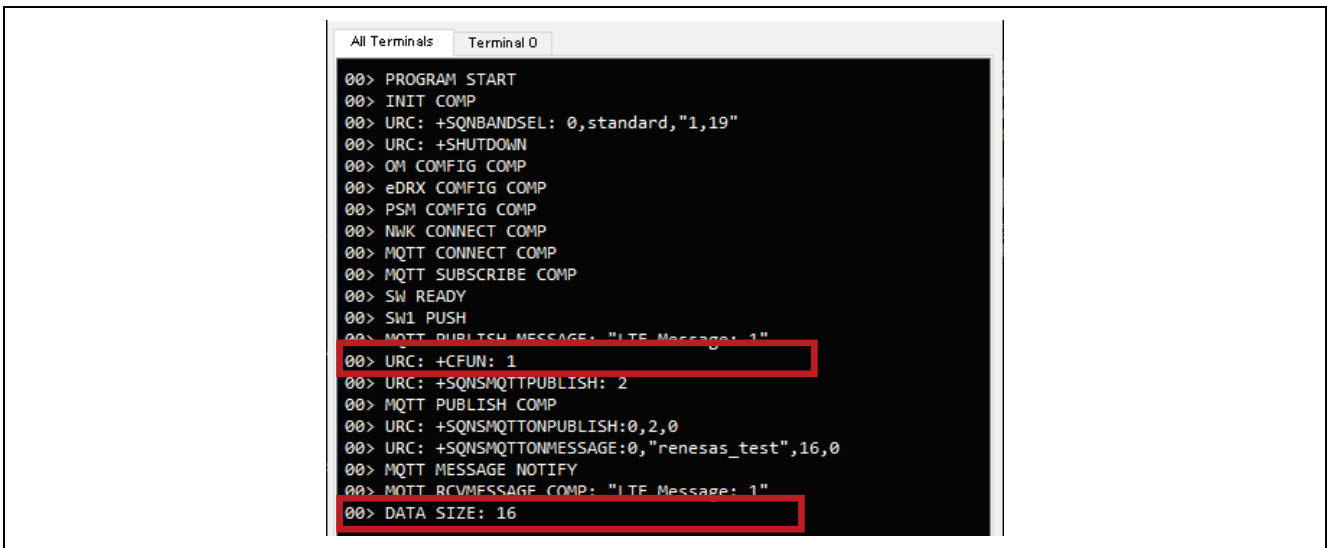 All Terminals Terminal 0
00> PROGRAM START
00> INIT COMP
00> URC: +SQNBANDSEL: 0,standard,"1,19"
00> URC: +SHUTDOWN
00> OM COMFIG COMP
00> eDRX COMFIG COMP
00> PSM COMFIG COMP
00> NWK CONNECT COMP
00> MQTT CONNECT COMP
00> MQTT SUBSCRIBE COMP
00> SW READY
00> SW1 PUSH
00> MQTT PUBLISH MESSAGE: "LTE Message: 1"
00> URC: +CFUN: 1
00> URC: +SQNSMQTTPUBLISH: 2
00> MQTT PUBLISH COMP
00> URC: +SQNSMQTTONPUBLISH:0,2,0
00> URC: +SQNSMQTTONMESSAGE:0,"renesas_test",16,0
00> MQTT MESSAGE NOTIFY
00> MQTT RCVMESSAGE COMP: "LTE Message: 1"
00> DATA SIZE: 16